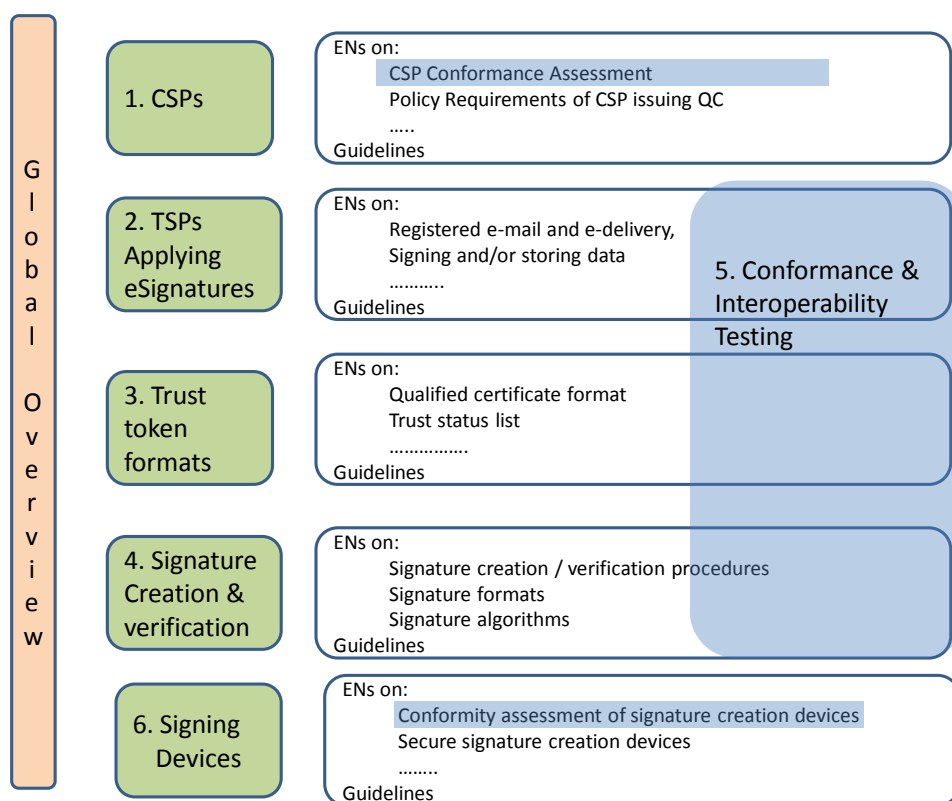 Global Overview
1. CSPs
ENs on:
CSP Conformance Assessment
Policy Requirements of CSP issuing QC
…..
Guidelines
2. TSPs
Applying
eSignatures
ENs on:
Registered e-mail and e-delivery,
Signing and/or storing data
………..
Guidelines
5. Conformance &
Interoperability
Testing
3. Trust
token
formats
ENs on:
Qualified certificate format
Trust status list
…………….
Guidelines
4. Signature
Creation &
verification
ENs on:
Signature creation / verification procedures
Signature formats
Signature algorithms
Guidelines
6. Signing
Devices
ENs on:
Conformity assessment of signature creation devices
Secure signature creation devices
……..
Guidelines